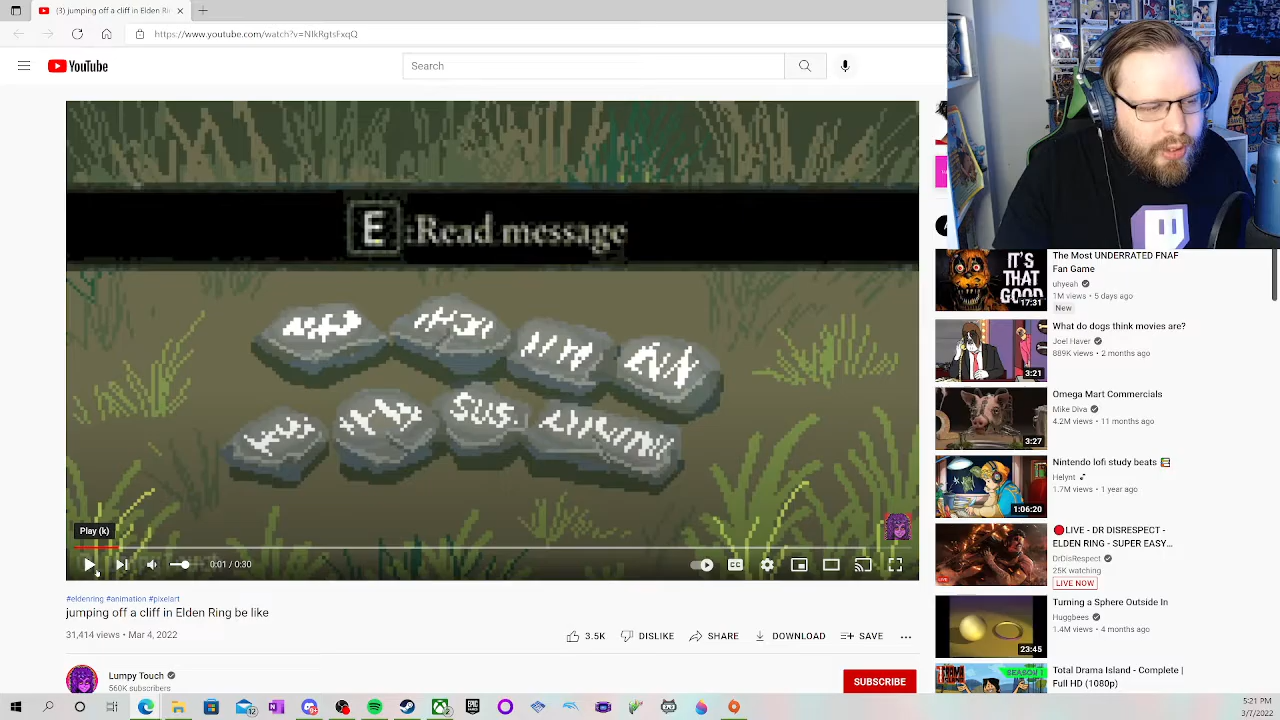 (3) jumping off a cliff in Elden Ring
https://www.youtube.com/watch?v=NIkRgtsFxqQ
YouTube
Search
E :Read message
SUS
Play (k)
0:01 / 0:30
CC
#eldenring #animation #pixelart
jumping off a cliff in Elden Ring be like
31,414 views • Mar 4, 2022
3.5K
DISLIKE
SHARE
DOWNLOAD
SAVE
Lumpy Touch
560K subscribers
SUBSCRIBE
IT'S THAT GOOD
17:31
The Most UNDERRATED FNAF
Fan Game
uhyeah
1M views • 5 days ago
New
3:21
What do dogs think movies are?
Joel Haver
889K views • 2 months ago
3:27
Omega Mart Commercials
Mike Diva
4.2M views • 11 months ago
1:06:20
Nintendo lofi study beats
Helynt
1.7M views • 1 year ago
LIVE
🔴LIVE - DR DISRESPECT -
ELDEN RING - SUPER EASY...
DrDisRespect
25K watching
LIVE NOW
23:45
Turning a Sphere Outside In
Huggbees
1.4M views • 4 months ago
SEASON 1
Total Drama Island - Complete |
Full HD (1080p)
EPIC
5:21 PM
3/7/2022